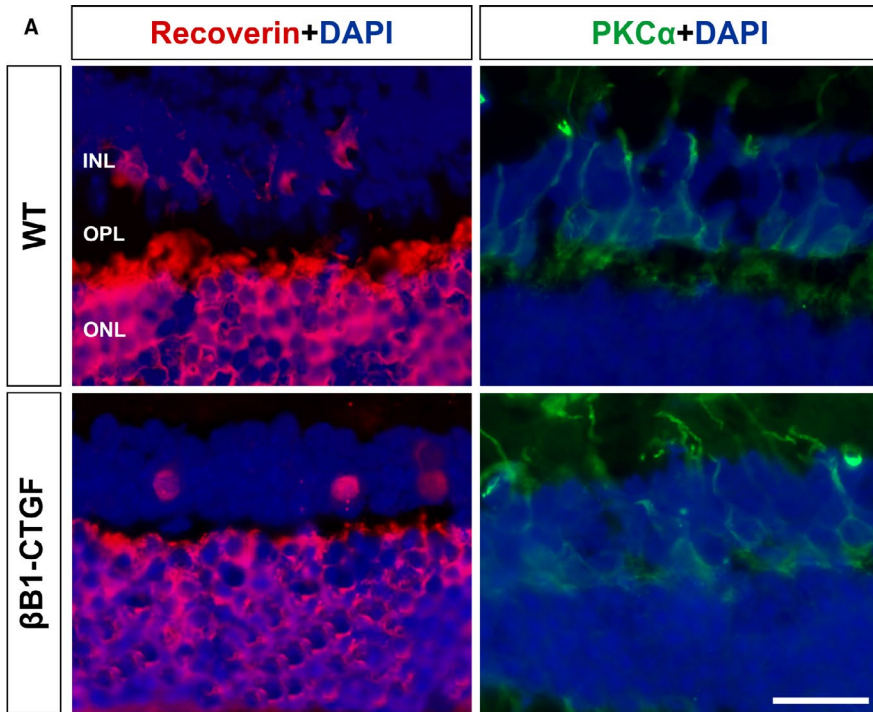 A
Recoverin+DAPI
PKCα+DAPI
WT
INL
OPL
ONL
βB1-CTGF